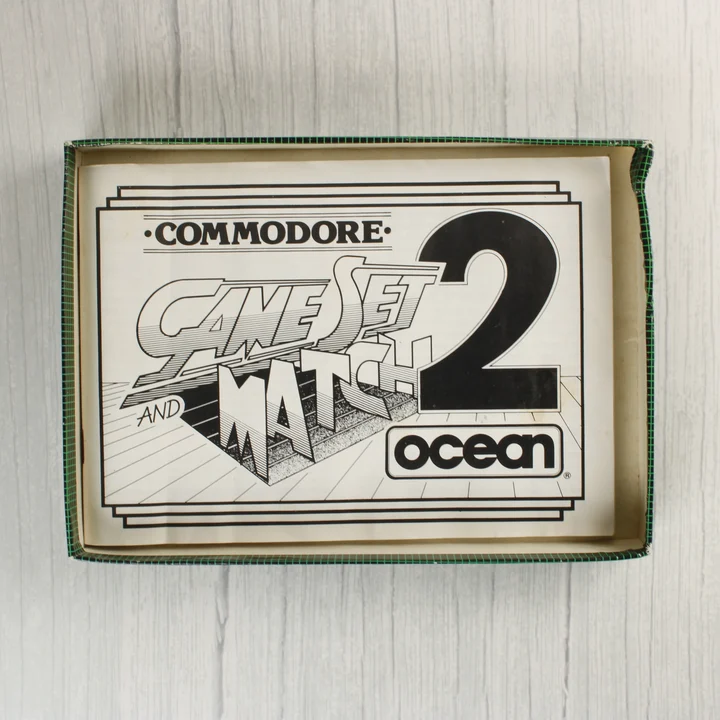 ·COMMODORE·
GAME SET
AND MATCH 2
ocean®